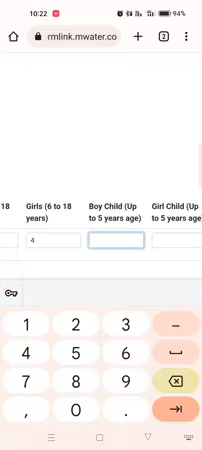 10:22 94%
rmlink.mwater.co 2
18 Girls (6 to 18 Boy Child (Up Girl Child (Up
years) to 5 years age) to 5 years age
4
1 2 3 –
4 5 6
7 8 9
, 0 .